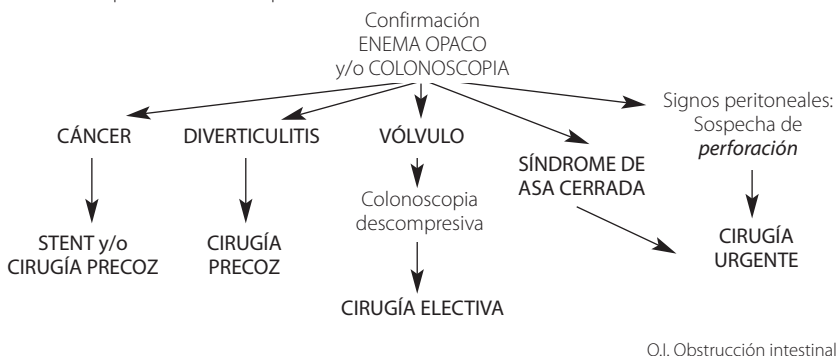 Confirmación
ENEMA OPACO
y/o COLONOSCOPIA
CÁNCER
DIVERTICULITIS
VÓLVULO
SÍNDROME DE
ASA CERRADA
Signos peritoneales:
Sospecha de
perforación
STENT y/o
CIRUGÍA PRECOZ
CIRUGÍA
PRECOZ
Colonoscopia
descompresiva
CIRUGÍA ELECTIVA
CIRUGÍA
URGENTE
O.I. Obstrucción intestinal